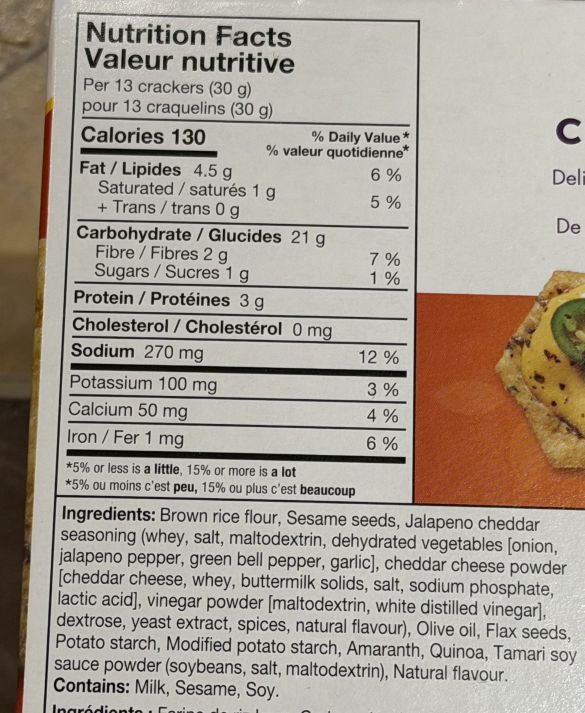 Nutrition Facts
Valeur nutritive
Per 13 crackers (30 g)
pour 13 craquelins (30 g)
Calories 130
% Daily Value*
% valeur quotidienne*
Fat / Lipides 4.5 g 6 %
Saturated / saturés 1 g
+ Trans / trans 0 g 5 %
Carbohydrate / Glucides 21 g
Fibre / Fibres 2 g 7 %
Sugars / Sucres 1 g 1 %
Protein / Protéines 3 g
Cholesterol / Cholestérol 0 mg
Sodium 270 mg 12 %
Potassium 100 mg 3 %
Calcium 50 mg 4 %
Iron / Fer 1 mg 6 %
*5% or less is a little, 15% or more is a lot
*5% ou moins c'est peu, 15% ou plus c'est beaucoup
Ingredients: Brown rice flour, Sesame seeds, Jalapeno cheddar
seasoning (whey, salt, maltodextrin, dehydrated vegetables [onion,
jalapeno pepper, green bell pepper, garlic], cheddar cheese powder
[cheddar cheese, whey, buttermilk solids, salt, sodium phosphate,
lactic acid], vinegar powder [maltodextrin, white distilled vinegar],
dextrose, yeast extract, spices, natural flavour), Olive oil, Flax seeds,
Potato starch, Modified potato starch, Amaranth, Quinoa, Tamari soy
sauce powder (soybeans, salt, maltodextrin), Natural flavour.
Contains: Milk, Sesame, Soy.
C
Deli
De